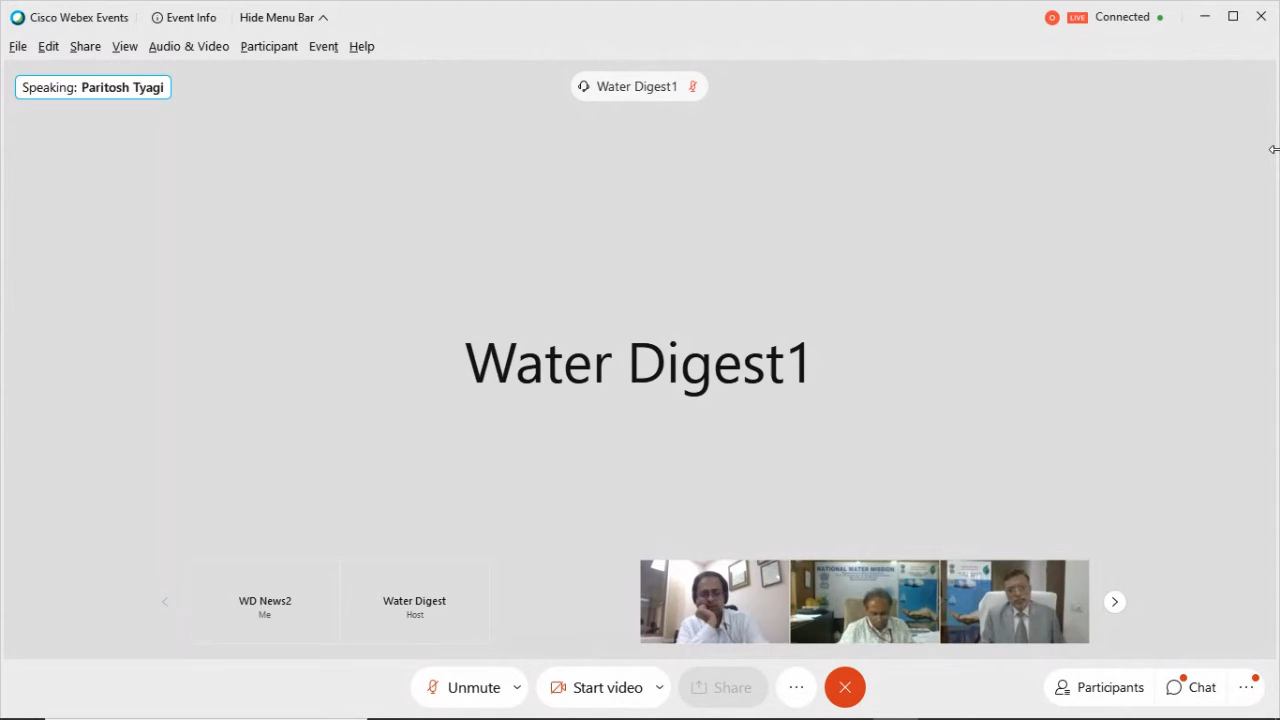 Cisco Webex Events
Event Info
Hide Menu Bar
LIVE
Connected
File
Edit
Share
View
Audio & Video
Participant
Event
Help
Speaking: Paritosh Tyagi
Water Digest1
Water Digest1
WD News2
Me
Water Digest
Host
NATIONAL WATER MISSION
Unmute
Start video
Share
Participants
Chat